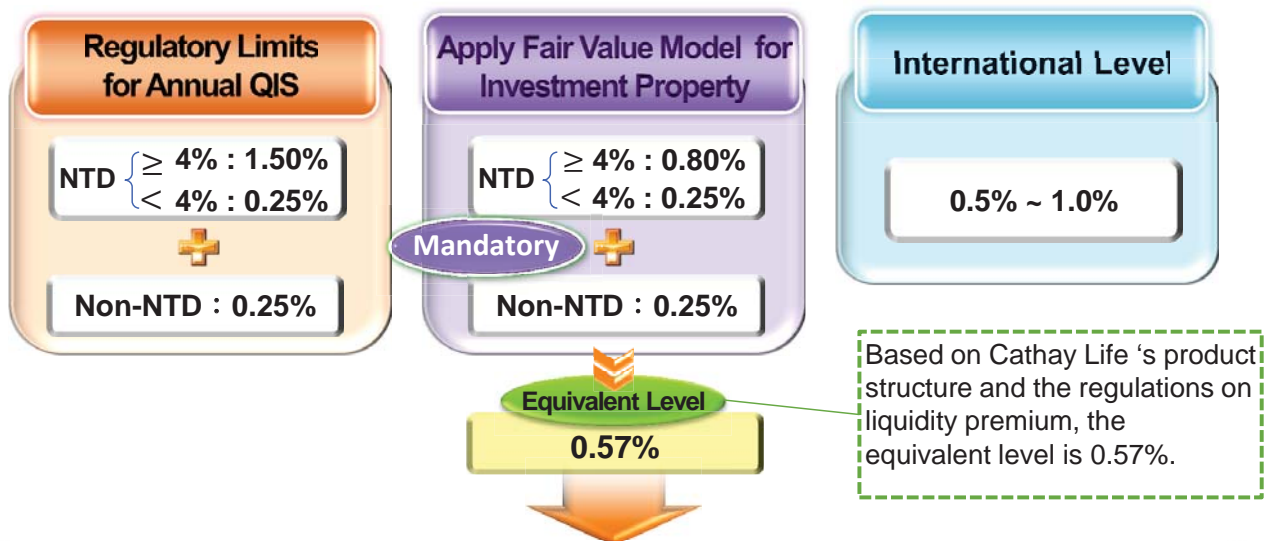 Regulatory Limits
for Annual QIS
NTD
≥ 4% : 1.50%
< 4% : 0.25%
Non-NTD：0.25%
Apply Fair Value Model for
Investment Property
NTD
≥ 4% : 0.80%
< 4% : 0.25%
Mandatory
Non-NTD：0.25%
Equivalent Level
0.57%
International Level
0.5% ~ 1.0%
Based on Cathay Life ‘s product
structure and the regulations on
liquidity premium, the
equivalent level is 0.57%.